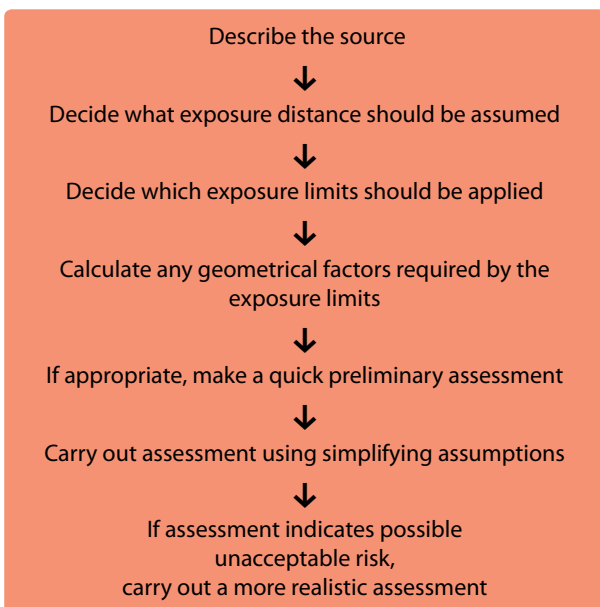 Describe the source
Decide what exposure distance should be assumed
Decide which exposure limits should be applied
Calculate any geometrical factors required by the
exposure limits
If appropriate, make a quick preliminary assessment
Carry out assessment using simplifying assumptions
If assessment indicates possible
unacceptable risk,
carry out a more realistic assessment